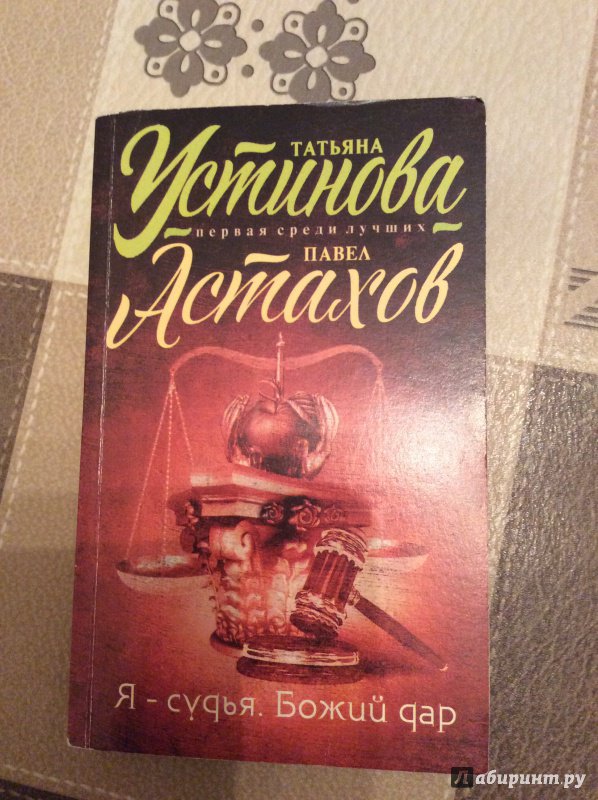 ТАТЬЯНА
Устинова
первая среди лучших
ПАВЕЛ
Астахов
Я - судья. Божий дар
Лабиринт.ру